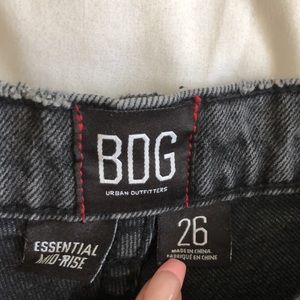 BDG
URBAN OUTFITTERS
ESSENTIAL
MID-RISE
26
MADE IN CHINA
FABRIQUÉ EN CHINE